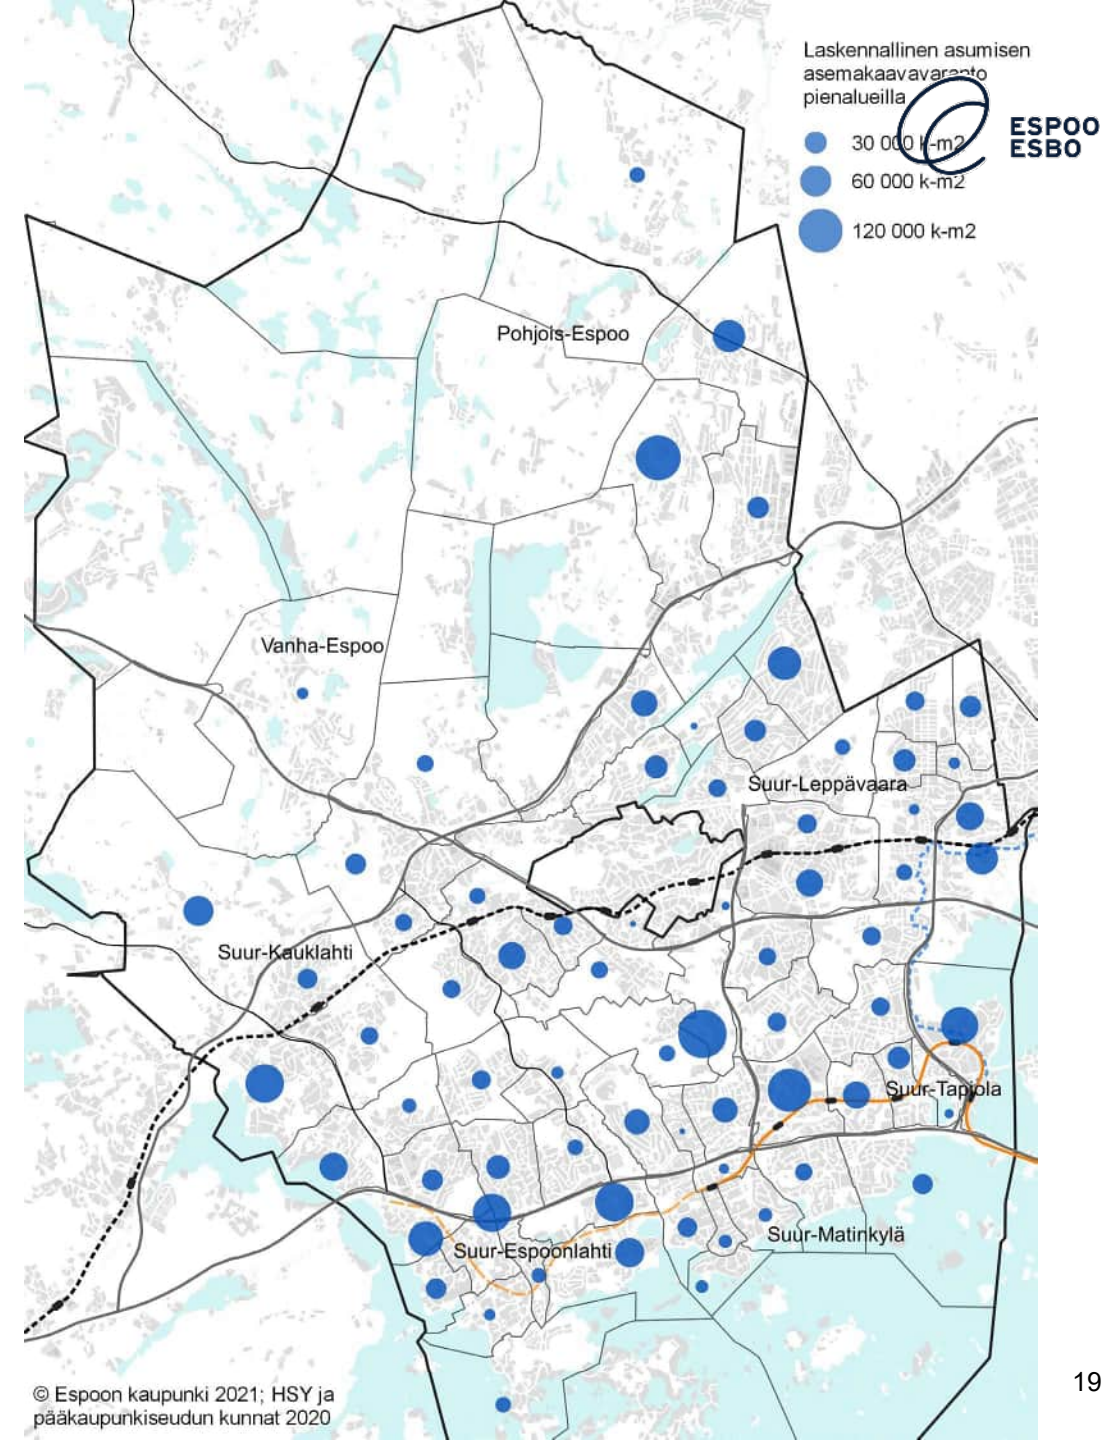 Laskennallinen asumisen
asemakaavavaranto
pienalueilla
30 000 k-m2
60 000 k-m2
120 000 k-m2
ESPOO
ESBO
Pohjois-Espoo
Vanha-Espoo
Suur-Leppävaara
Suur-Kauklahti
Suur-Tapiola
Suur-Matinkylä
Suur-Espoonlahti
19
© Espoon kaupunki 2021; HSY ja
pääkaupunkiseudun kunnat 2020